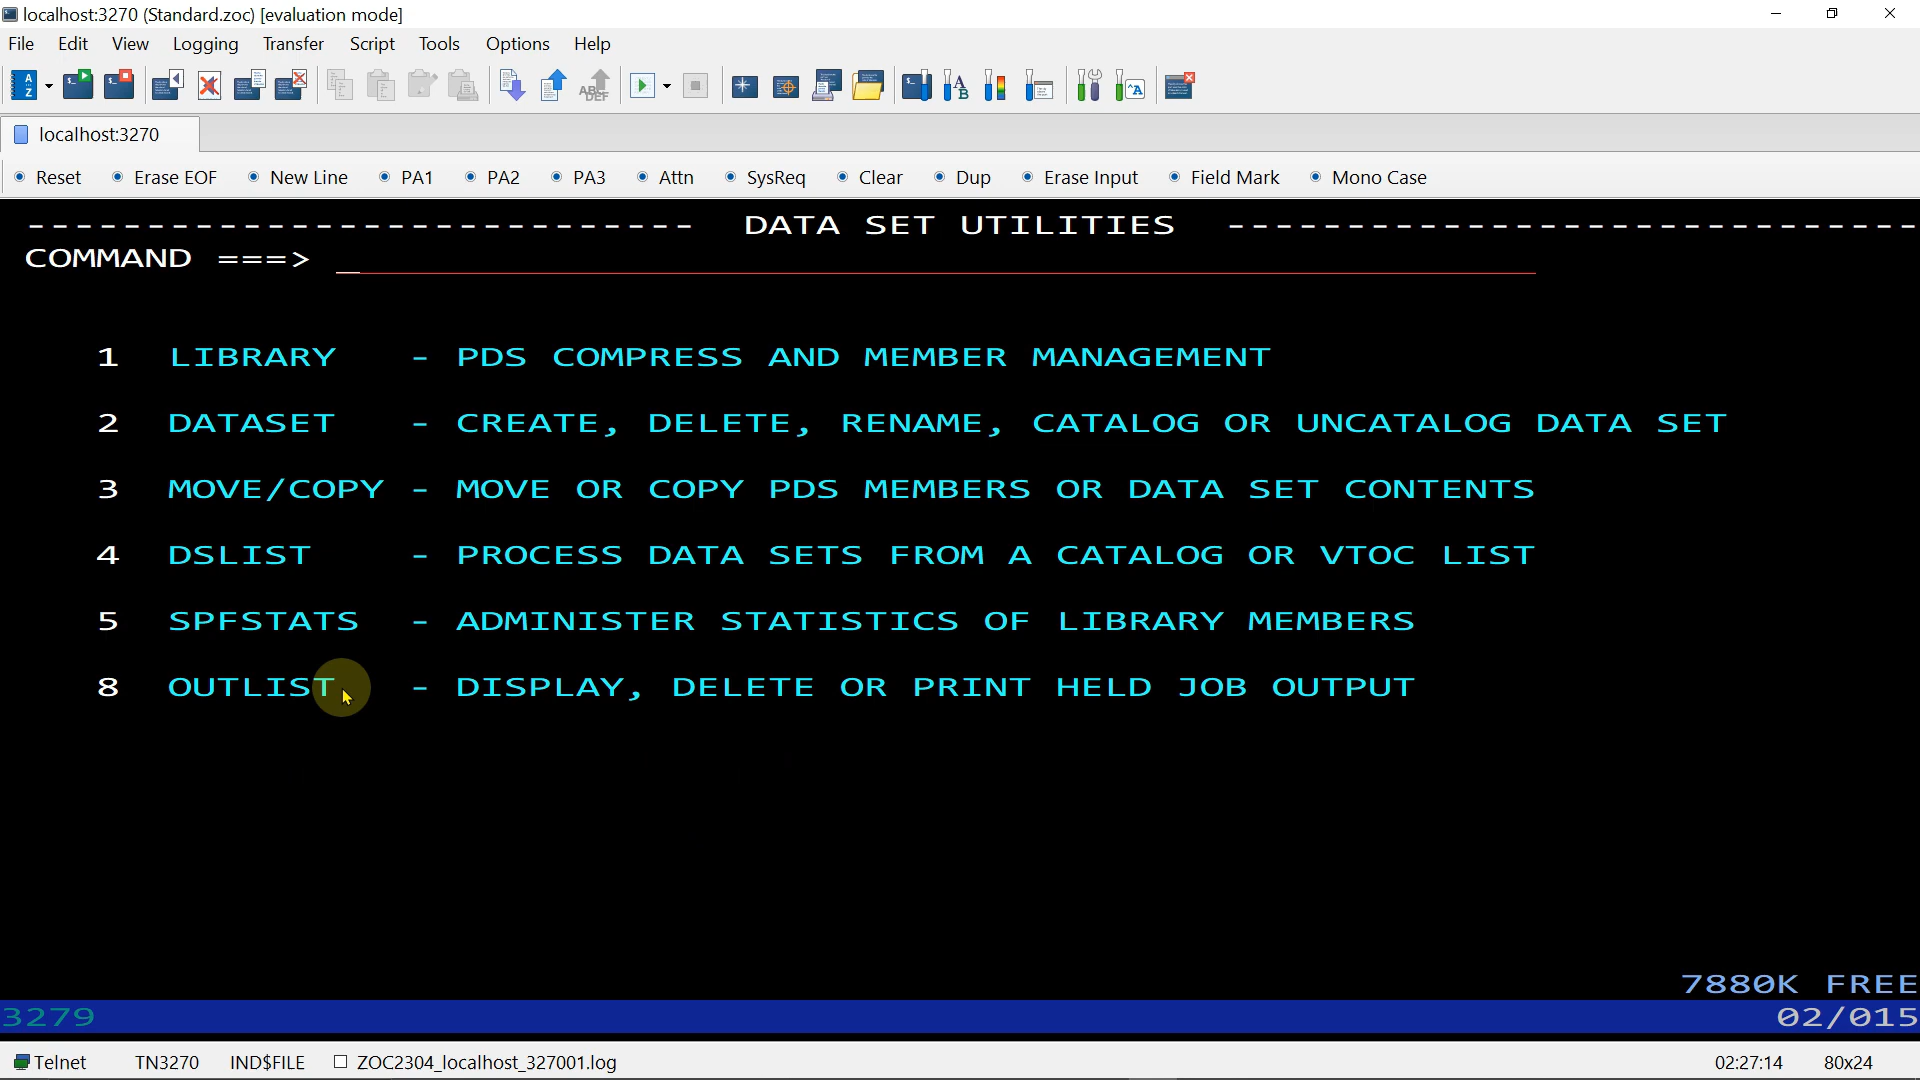 localhost:3270 (Standard.zoc) [evaluation mode]
File Edit View Logging Transfer Script Tools Options Help
localhost:3270
Reset Erase EOF New Line PA1 PA2 PA3 Attn SysReq Clear Dup Erase Input Field Mark Mono Case
---------------------------- DATA SET UTILITIES -----------------------------
COMMAND ===> _
1 LIBRARY - PDS COMPRESS AND MEMBER MANAGEMENT
2 DATASET - CREATE, DELETE, RENAME, CATALOG OR UNCATALOG DATA SET
3 MOVE/COPY - MOVE OR COPY PDS MEMBERS OR DATA SET CONTENTS
4 DSLIST - PROCESS DATA SETS FROM A CATALOG OR VTOC LIST
5 SPFSTATS - ADMINISTER STATISTICS OF LIBRARY MEMBERS
8 OUTLIST - DISPLAY, DELETE OR PRINT HELD JOB OUTPUT
7880K FREE
3279 02/015
Telnet TN3270 IND$FILE ZOC2304_localhost_327001.log 02:27:14 80x24